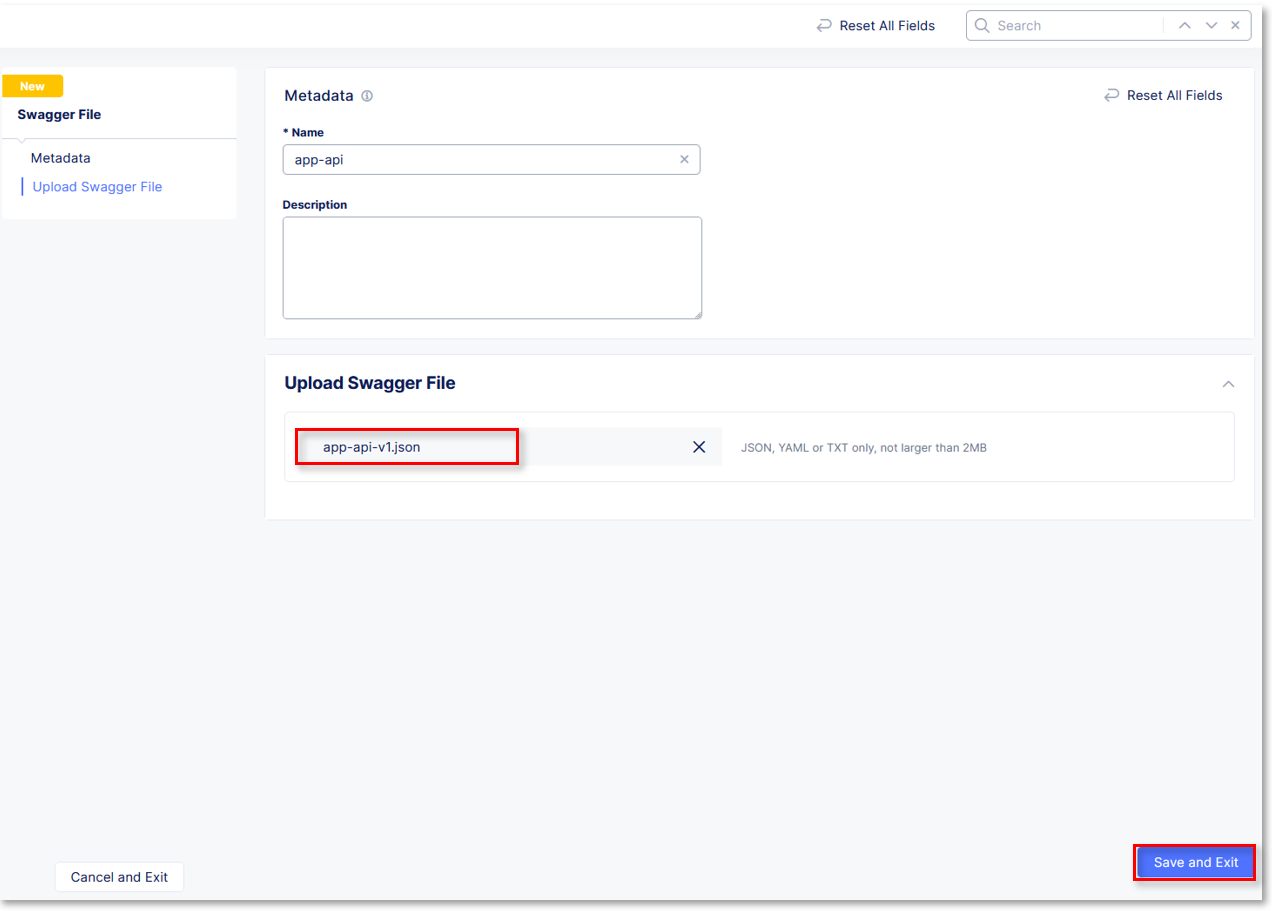 Reset All Fields
Search
New
Swagger File
Metadata
Upload Swagger File
Metadata
Reset All Fields
* Name
app-api
Description
Upload Swagger File
app-api-v1.json
JSON, YAML or TXT only, not larger than 2MB
Cancel and Exit
Save and Exit